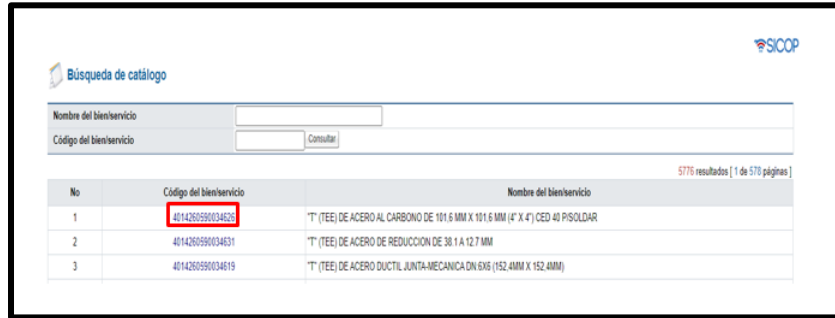 SICOP
Búsqueda de catálogo
Nombre del bien/servicio
Código del bien/servicio Consultar
5776 resultados [ 1 de 578 páginas ]
No Código del bien/servicio Nombre del bien/servicio
1 4014260590034626 "T" (TEE) DE ACERO AL CARBONO DE 101,6 MM X 101,6 MM (4" X 4") CED 40 P/SOLDAR
2 4014260590034631 "T" (TEE) DE ACERO DE REDUCCION DE 38.1 A 12.7 MM
3 4014260590034619 "T" (TEE) DE ACERO DUCTIL JUNTA-MECANICA DN:6X6 (152,4MM X 152,4MM)